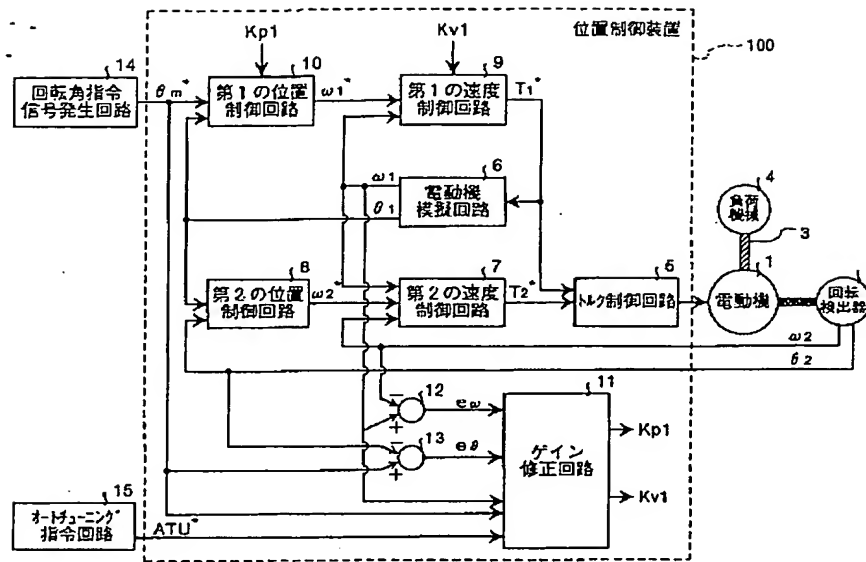 Kp1
Kv1
位置制御装置
100
14
回転角指令
信号発生回路
θm*
10
第1の位置
制御回路
ω1*
9
第1の速度
制御回路
T1*
6
電動機
模擬回路
ω1
θ1
4
負荷
機械
3
8
第2の位置
制御回路
ω2*
7
第2の速度
制御回路
T2*
5
トルク制御回路
1
電動機
回転
検出器
ω2
θ2
12
−
+
eω
13
−
+
eθ
11
ゲイン
修正回路
Kp1
Kv1
15
オートチューニング
指令回路
ATU*